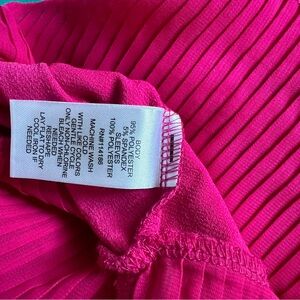 BODY
95% POLYESTER
5% SPANDEX
SLEEVES
100% POLYESTER
RN#114188
MACHINE WASH
COLD
WITH LIKE COLORS
GENTLE CYCLE
ONLY NON-CHLORINE
BLEACH WHEN
NEEDED
RESHAPE
LAY FLAT TO DRY
COOL IRON IF
NEEDED